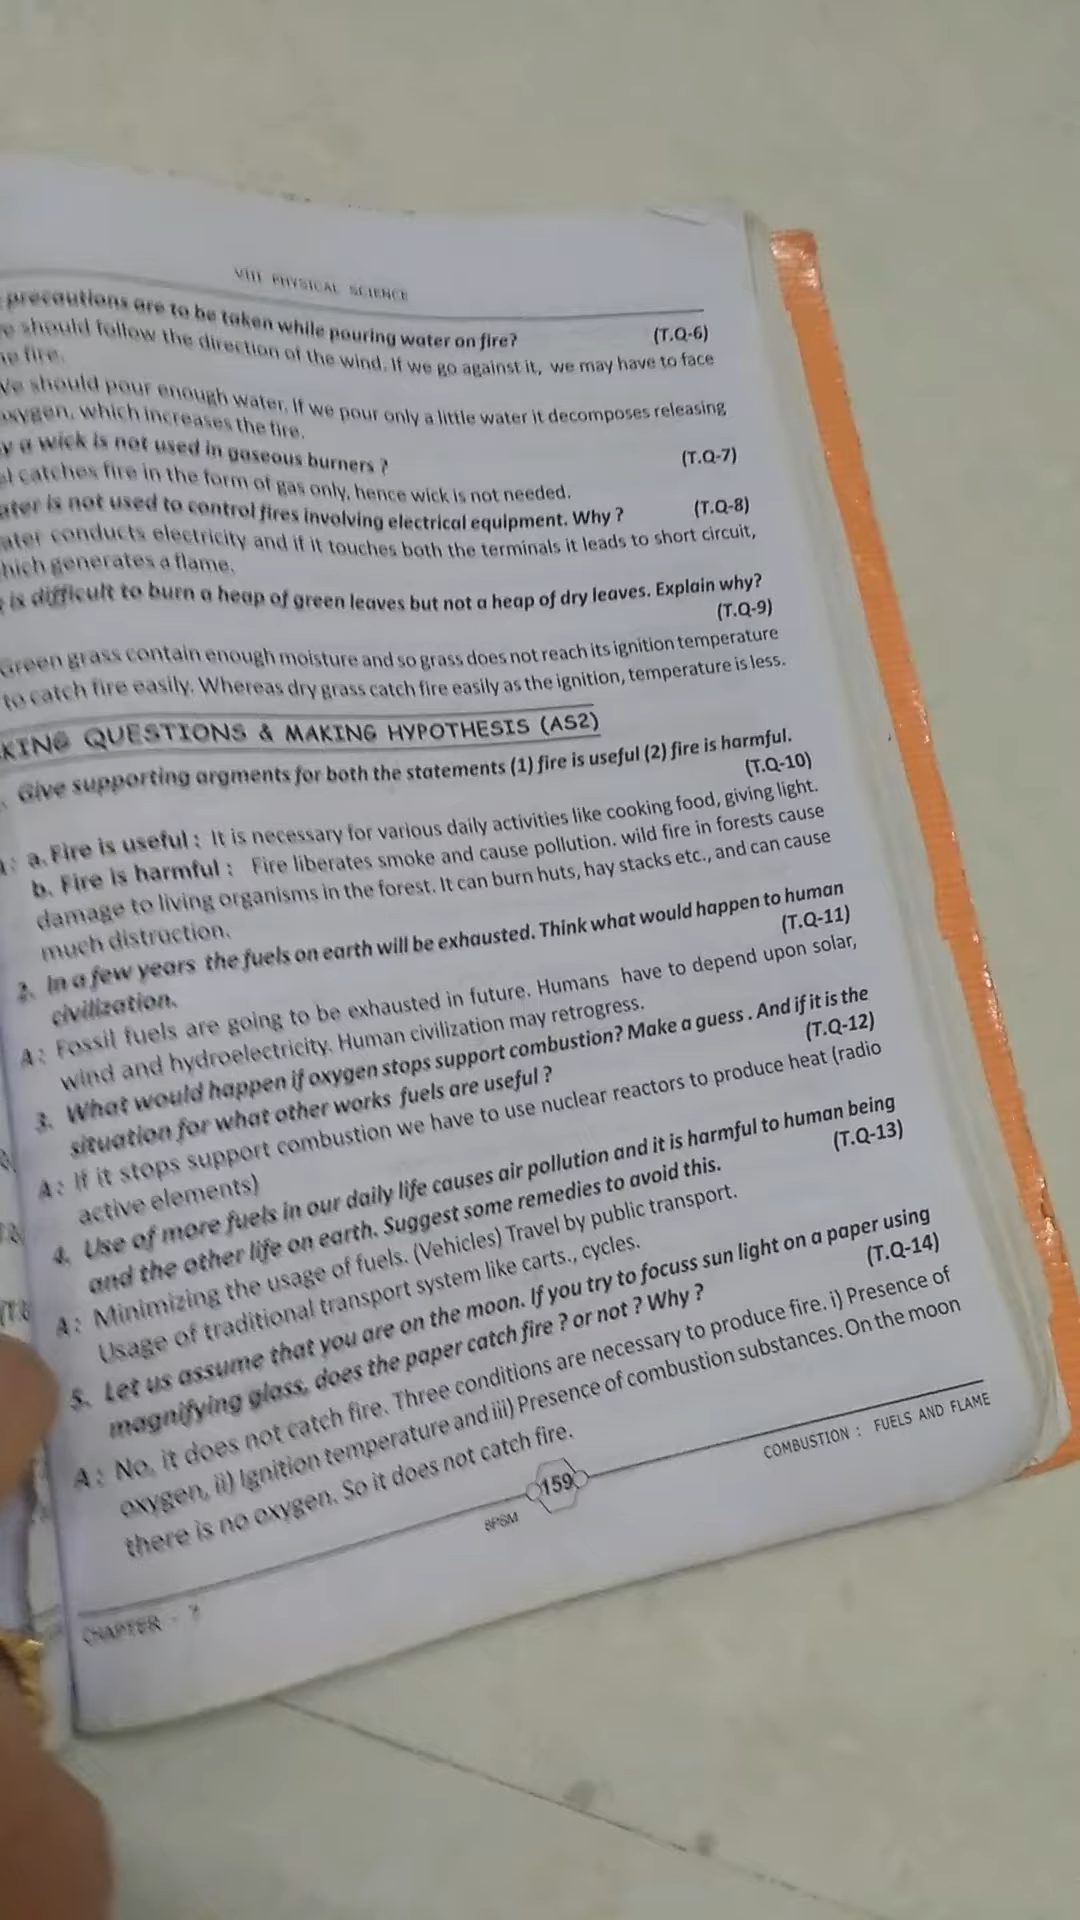 VIII PHYSICAL SCIENCE
precautions are to be taken while pouring water on fire? (T.Q-6)
should follow the direction of the wind. If we go against it, we may have to face
fire.
should pour enough water. If we pour only a little water it decomposes releasing
oxygen, which increases the fire.
a wick is not used in gaseous burners ? (T.Q-7)
catches fire in the form of gas only, hence wick is not needed.
is not used to control fires involving electrical equipment. Why ? (T.Q-8)
conducts electricity and if it touches both the terminals it leads to short circuit,
which generates a flame.
is difficult to burn a heap of green leaves but not a heap of dry leaves. Explain why?
(T.Q-9)
Green grass contain enough moisture and so grass does not reach its ignition temperature
to catch fire easily. Whereas dry grass catch fire easily as the ignition, temperature is less.
KING QUESTIONS & MAKING HYPOTHESIS (AS2)
Give supporting argments for both the statements (1) fire is useful (2) fire is harmful.
(T.Q-10)
a. Fire is useful : It is necessary for various daily activities like cooking food, giving light.
b. Fire is harmful : Fire liberates smoke and cause pollution. wild fire in forests cause
damage to living organisms in the forest. It can burn huts, hay stacks etc., and can cause
much distruction.
2. In a few years the fuels on earth will be exhausted. Think what would happen to human
civilization. (T.Q-11)
A : Fossil fuels are going to be exhausted in future. Humans have to depend upon solar,
wind and hydroelectricity. Human civilization may retrogress.
3. What would happen if oxygen stops support combustion? Make a guess . And if it is the
situation for what other works fuels are useful ? (T.Q-12)
A : If it stops support combustion we have to use nuclear reactors to produce heat (radio
active elements)
4. Use of more fuels in our daily life causes air pollution and it is harmful to human being
and the other life on earth. Suggest some remedies to avoid this. (T.Q-13)
A : Minimizing the usage of fuels. (Vehicles) Travel by public transport.
Usage of traditional transport system like carts., cycles.
5. Let us assume that you are on the moon. If you try to focuss sun light on a paper using
magnifying glass, does the paper catch fire ? or not ? Why ? (T.Q-14)
A : No, it does not catch fire. Three conditions are necessary to produce fire. i) Presence of
oxygen, ii) Ignition temperature and iii) Presence of combustion substances. On the moon
there is no oxygen. So it does not catch fire.
CHAPTER - 7
BPSM
159
COMBUSTION : FUELS AND FLAME